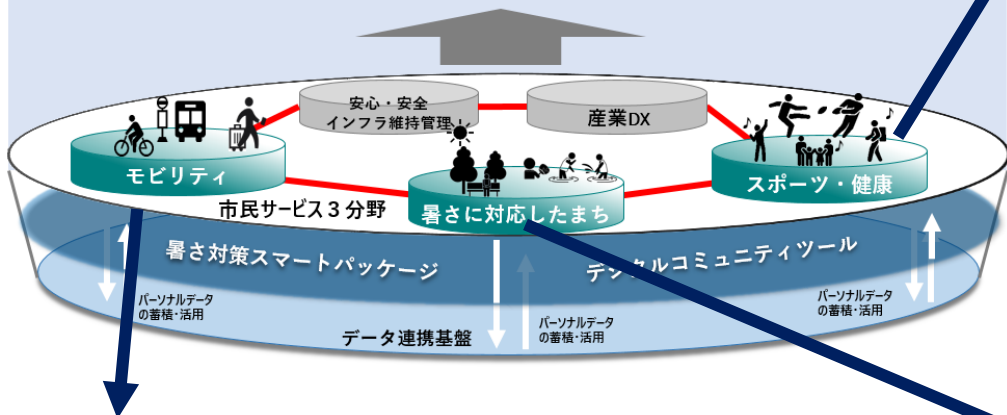 安心・安全
インフラ維持管理
産業DX
モビリティ
スポーツ・健康
暑さに対応したまち
市民サービス3分野
暑さ対策スマートパッケージ
デジタルコミュニティツール
パーソナルデータ
の蓄積・活用
パーソナルデータ
の蓄積・活用
パーソナルデータ
の蓄積・活用
データ連携基盤